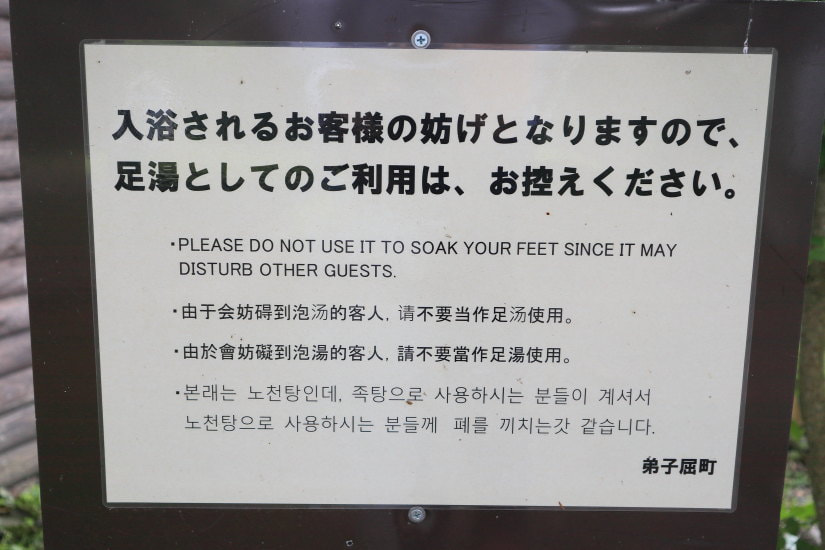 入浴されるお客様の妨げとなりますので、
足湯としてのご利用は、お控えください。
・PLEASE DO NOT USE IT TO SOAK YOUR FEET SINCE IT MAY
DISTURB OTHER GUESTS.
・由于会妨碍到泡汤的客人, 请不要当作足汤使用。
・由於會妨礙到泡湯的客人, 請不要當作足湯使用。
・본래는 노천탕인데, 족탕으로 사용하시는 분들이 계셔서
노천탕으로 사용하시는 분들께 폐를 끼치는갓 같습니다.
弟子屈町